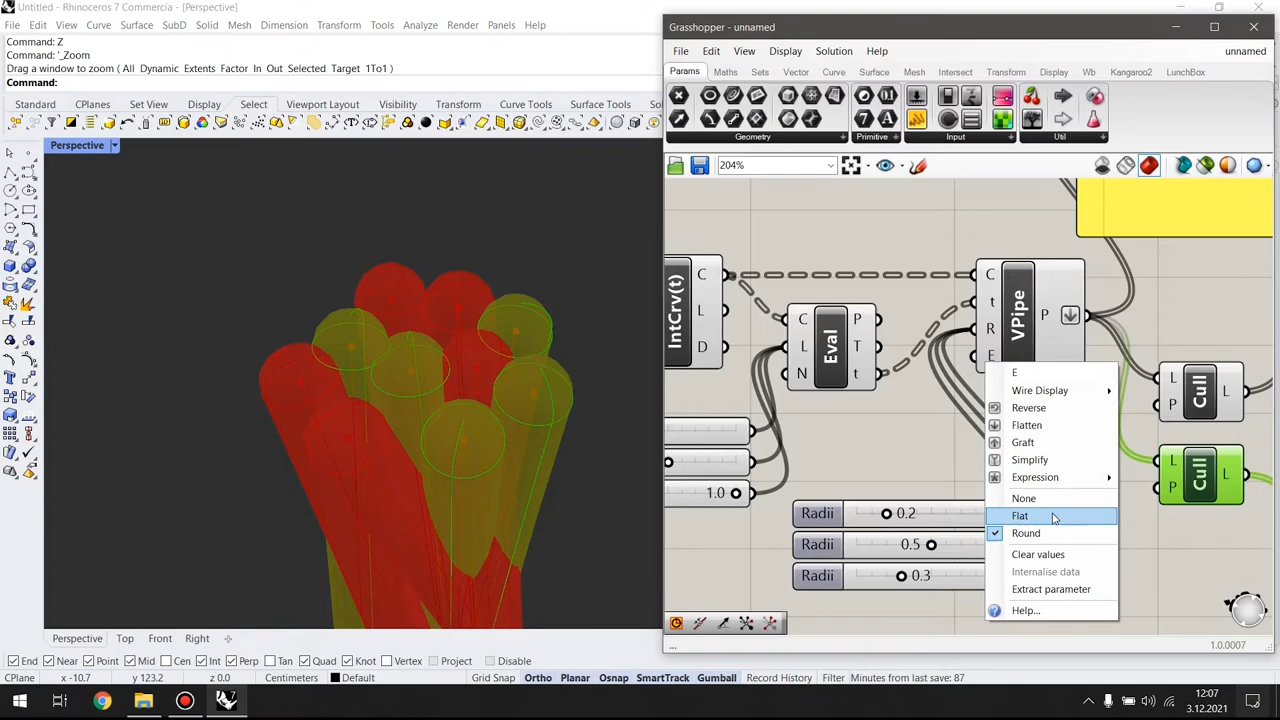 Untitled - Rhinoceros 7 Commercia - [Perspective]
File Edit View Curve Surface SubD Solid Mesh Dimension Transform Tools Analyze Render Panels Help
Command: Z
Command: '_Zoom
Drag a window to zoom ( All Dynamic Extents Factor In Out Selected Target 1To1 )
Command:
Standard CPlanes Set View Display Select Viewport Layout Visibility Transform Curve Tools Surface Tools So
Perspective
Grasshopper - unnamed
File Edit View Display Solution Help unnamed
Params Maths Sets Vector Curve Surface Mesh Intersect Transform Display Wb Kangaroo2 LunchBox
Geometry Primitive Input Util
204%
IntCrv(t)
C
L
D
Eval
C
L
N
P
T
t
VPipe
C
t
R
E
P
Cull
L
P
L
Cull
L
P
L
1.0
Radii 0.2
Radii 0.5
Radii 0.3
E
Wire Display
Reverse
Flatten
Graft
Simplify
Expression
None
Flat
Round
Clear values
Internalise data
Extract parameter
Help...
...
1.0.0007
Perspective Top Front Right
End Near Point Mid Cen Int Perp Tan Quad Knot Vertex Project Disable
CPlane x -10.7 y 123.2 z 0.0 Centimeters Default Grid Snap Ortho Planar Osnap SmartTrack Gumball Record History Filter Minutes from last save: 87
12:07
3.12.2021